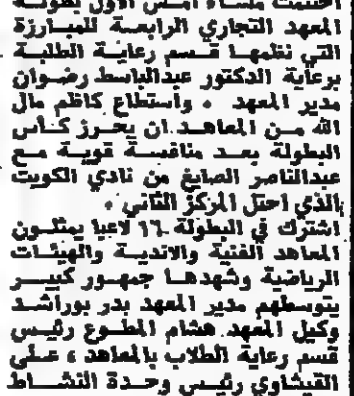 اختتمت مساء امس الاول بطولة
المعهد التجاري الرابعة للمبارزة
التي نظمها قسم رعاية الطلبة
برعاية الدكتور عبدالباسط رضوان
مدير المعهد ، واستطاع كاظم مال
الله من المعاهد ان يحرز كأس
البطولة بعد منافسة قوية مع
عبدالناصر الصايغ من نادي الكويت
الذي احتل المركز الثاني ،
اشترك في البطولة ١٦ لاعبا يمثلون
المعاهد الفنية والاندية والهيئات
الرياضية وشهدها جمهور كبير
يتوسطهم مدير المعهد بدر بوراشد
وكيل المعهد هشام المطوع رئيس
قسم رعاية الطلاب بالمعاهد ، على
القيشاوي رئيس وحدة النشاط